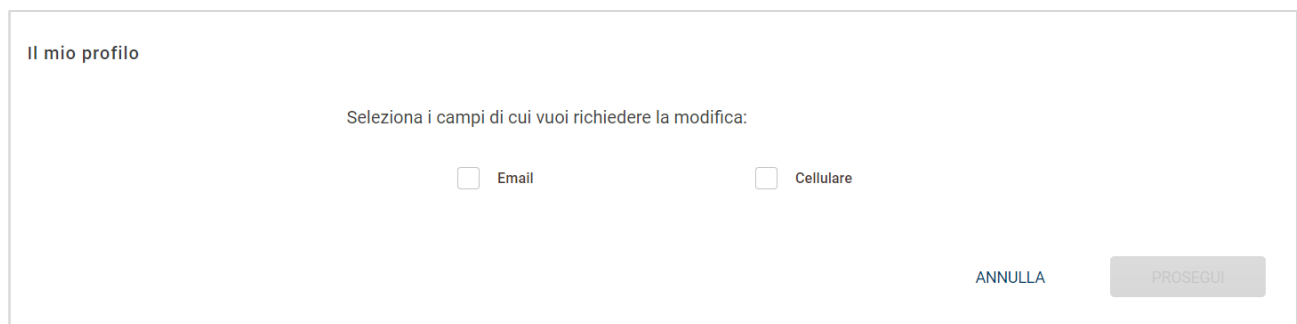 Il mio profilo
Seleziona i campi di cui vuoi richiedere la modifica:
Email Cellulare
ANNULLA PROSEGUI